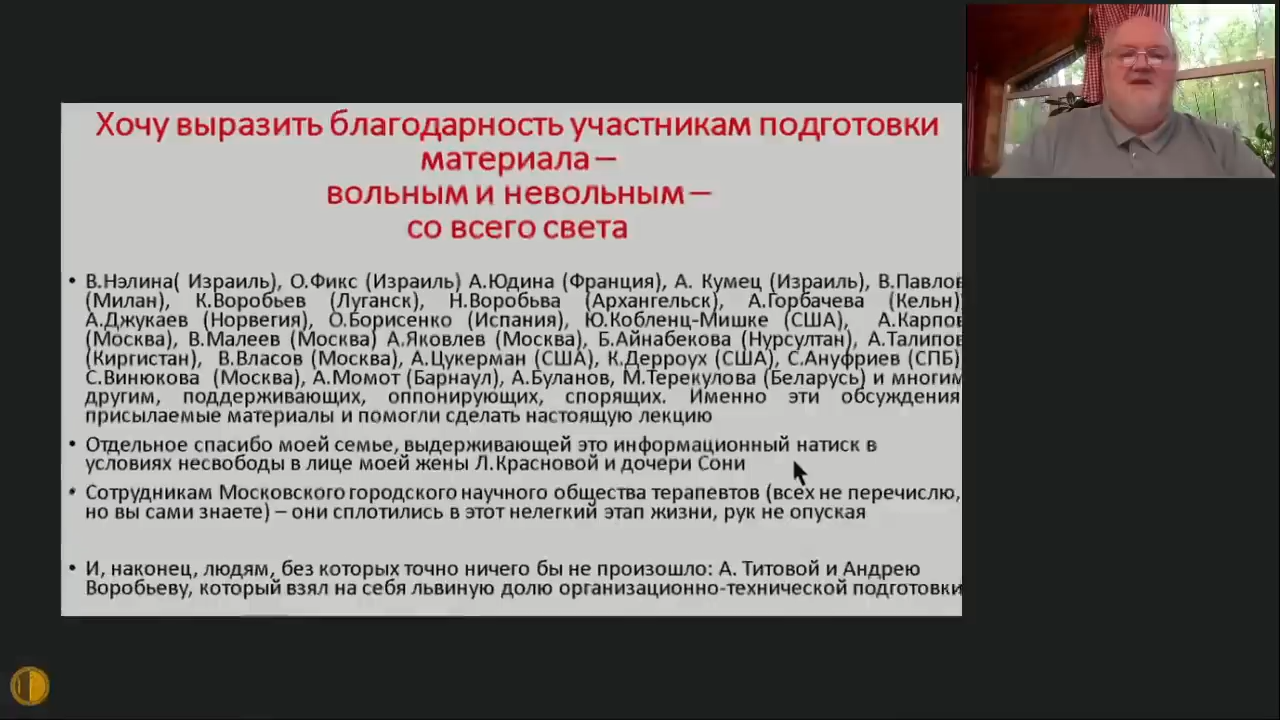 Хочу выразить благодарность участникам подготовки
материала –
вольным и невольным –
со всего света
• В.Нэлина( Израиль), О.Фикс (Израиль) А.Юдина (Франция), А. Кумец (Израиль), В.Павлов
(Милан), К.Воробьев (Луганск), Н.Воробьва (Архангельск), А.Горбачева (Кельн)
А.Джукаев (Норвегия), О.Борисенко (Испания), Ю.Кобленц-Мишке (США), А.Карпов
(Москва), В.Малеев (Москва) А.Яковлев (Москва), Б.Айнабекова (Нурсултан), А.Талипов
(Киргистан), В.Власов (Москва), А.Цукерман (США), К.Дерроух (США), С.Ануфриев (СПБ)
С.Винюкова (Москва), А.Момот (Барнаул), А.Буланов, М.Терекулова (Беларусь) и многим
другим, поддерживающих, оппонирующих, спорящих. Именно эти обсуждения
присылаемые материалы и помогли сделать настоящую лекцию
• Отдельное спасибо моей семье, выдерживающей это информационный натиск в
условиях несвободы в лице моей жены Л.Красновой и дочери Сони
• Сотрудникам Московского городского научного общества терапевтов (всех не перечислю,
но вы сами знаете) – они сплотились в этот нелегкий этап жизни, рук не опуская
• И, наконец, людям, без которых точно ничего бы не произошло: А. Титовой и Андрею
Воробьеву, который взял на себя львиную долю организационно-технической подготовки